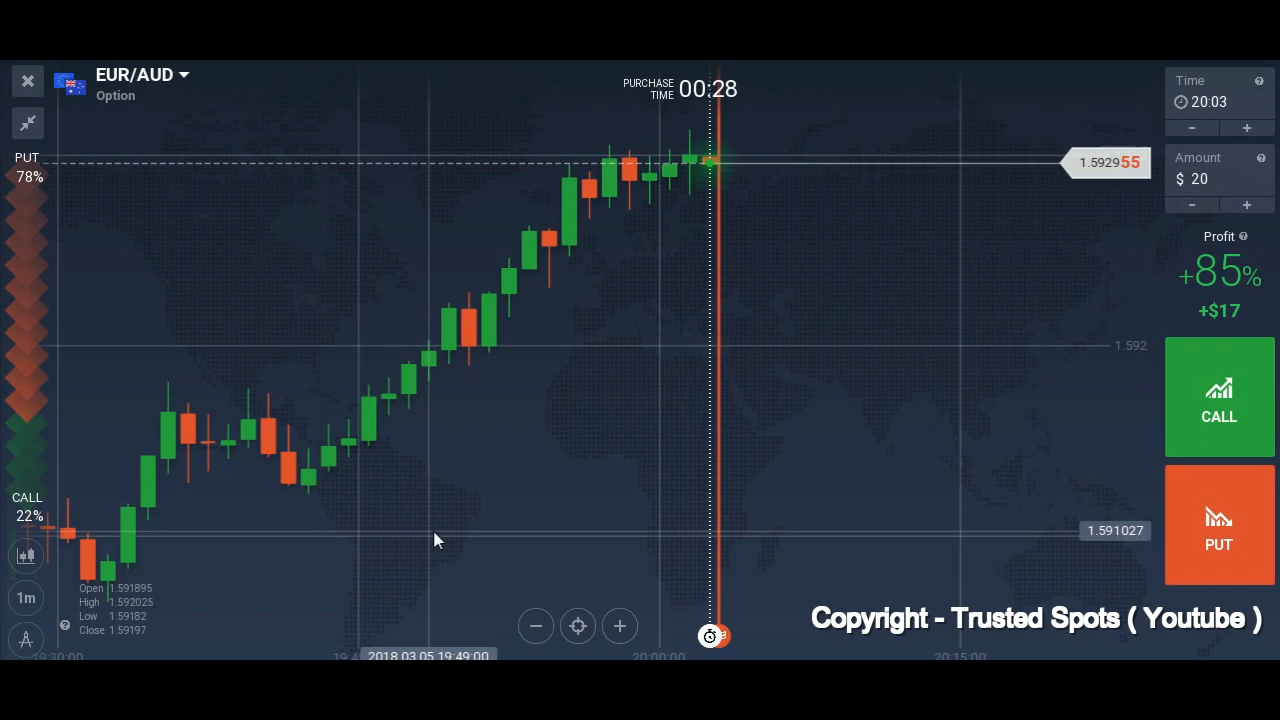 EUR/AUD
Option
PURCHASE
TIME
00:28
Time
20:03
Amount
$ 20
PUT
78%
1.592955
Profit
+85%
+$17
1.592
CALL
PUT
CALL
22%
1.591027
1m
Open 1.591895
High 1.592025
Low 1.59182
Close 1.59197
Copyright - Trusted Spots ( Youtube )
19:30:00
2018.03.05 19:49:00
20:00:00
20:15:00